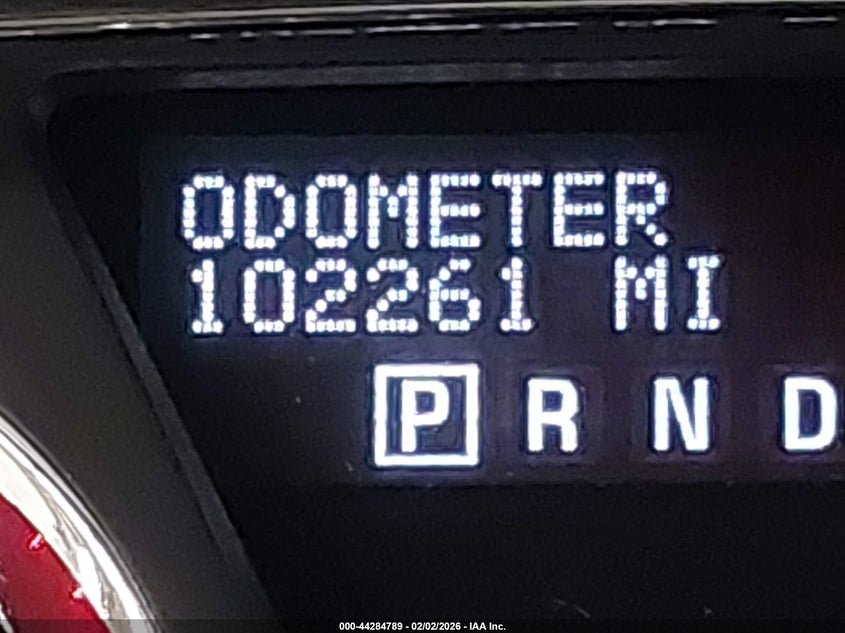 ODOMETER
102261 MI
P R N D
000-44284789 - 02/02/2026 - IAA Inc.